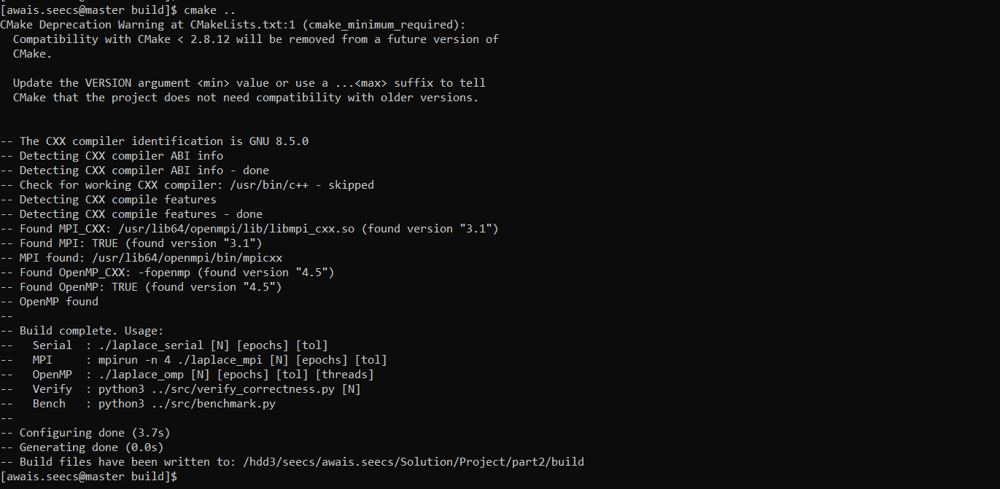 [awais.seecs@master build]$ cmake ..
CMake Deprecation Warning at CMakeLists.txt:1 (cmake_minimum_required):
  Compatibility with CMake < 2.8.12 will be removed from a future version of
  CMake.

  Update the VERSION argument <min> value or use a ...<max> suffix to tell
  CMake that the project does not need compatibility with older versions.


-- The CXX compiler identification is GNU 8.5.0
-- Detecting CXX compiler ABI info
-- Detecting CXX compiler ABI info - done
-- Check for working CXX compiler: /usr/bin/c++ - skipped
-- Detecting CXX compile features
-- Detecting CXX compile features - done
-- Found MPI_CXX: /usr/lib64/openmpi/lib/libmpi_cxx.so (found version "3.1")
-- Found MPI: TRUE (found version "3.1")
-- MPI found: /usr/lib64/openmpi/bin/mpicxx
-- Found OpenMP_CXX: -fopenmp (found version "4.5")
-- Found OpenMP: TRUE (found version "4.5")
-- OpenMP found
--
-- Build complete. Usage:
--   Serial  : ./laplace_serial [N] [epochs] [tol]
--   MPI     : mpirun -n 4 ./laplace_mpi [N] [epochs] [tol]
--   OpenMP  : ./laplace_omp [N] [epochs] [tol] [threads]
--   Verify  : python3 ../src/verify_correctness.py [N]
--   Bench   : python3 ../src/benchmark.py
--
-- Configuring done (3.7s)
-- Generating done (0.0s)
-- Build files have been written to: /hdd3/seecs/awais.seecs/Solution/Project/part2/build
[awais.seecs@master build]$